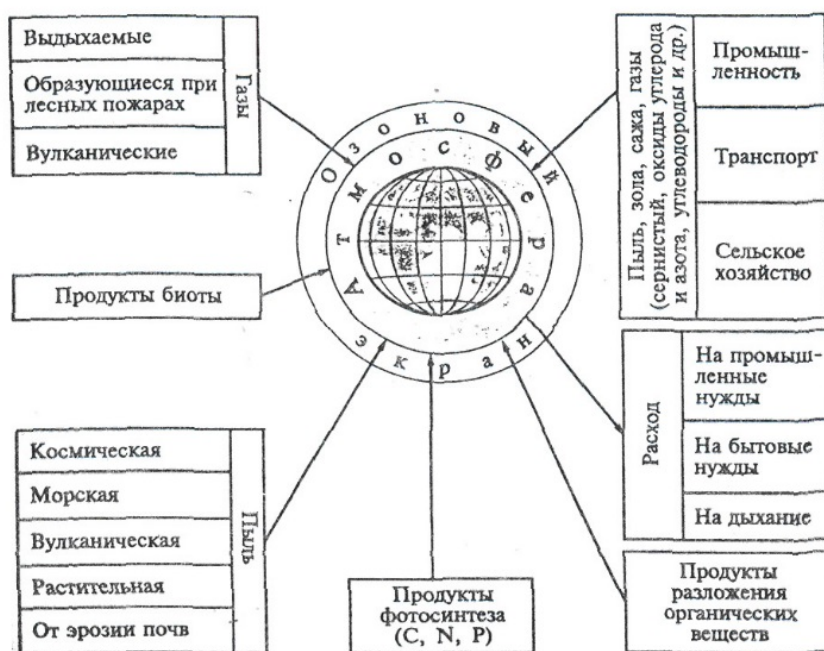 Выдыхаемые
Образующиеся при
лесных пожарах
Вулканические
Газы
Озоновый
экран
Атмосфера
Пыль, зола, сажа, газы
(сернистый, оксиды углерода
и азота, углеводороды и др.)
Промыш-
ленность
Транспорт
Сельское
хозяйство
Продукты биоты
Расход
На промыш-
ленные
нужды
На бытовые
нужды
На дыхание
Космическая
Морская
Вулканическая
Растительная
От эрозии почв
Пыль
Продукты
фотосинтеза
(С, N, P)
Продукты
разложения
органических
веществ